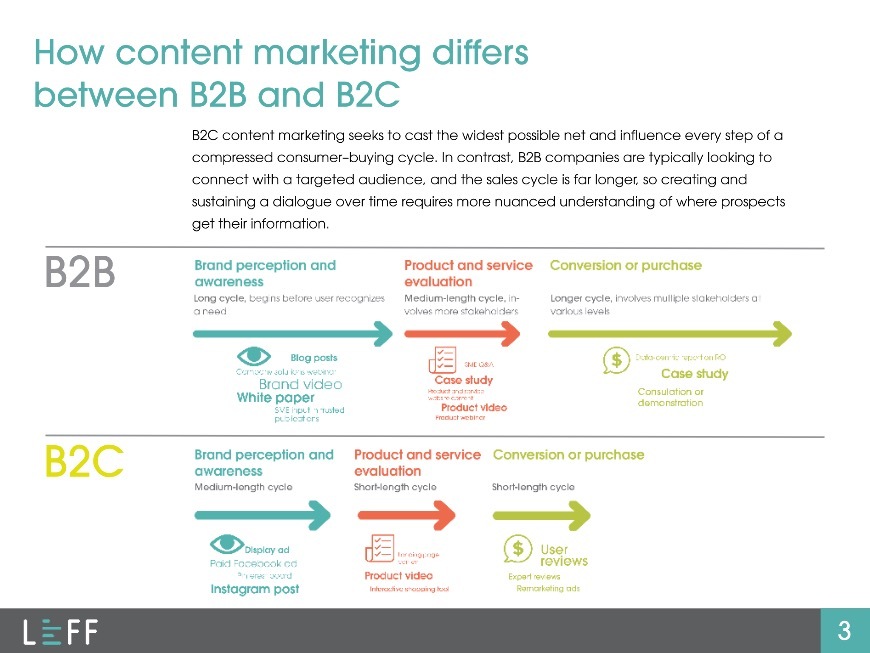 How content marketing differs
between B2B and B2C
B2C content marketing seeks to cast the widest possible net and influence every step of a
compressed consumer–buying cycle. In contrast, B2B companies are typically looking to
connect with a targeted audience, and the sales cycle is far longer, so creating and
sustaining a dialogue over time requires more nuanced understanding of where prospects
get their information.
B2B
Brand perception and
awareness
Long cycle, begins before user recognizes
a need
Blog posts
Company solutions webinar
Brand video
White paper
SME input in trusted
publications
Product and service
evaluation
Medium-length cycle, in-
volves more stakeholders
SME Q&A
Case study
Product and service
website content
Product video
Product webinar
Conversion or purchase
Longer cycle, involves multiple stakeholders at
various levels
$
Data-centric report on ROI
Case study
Consulation or
demonstration
B2C
Brand perception and
awareness
Medium-length cycle
Display ad
Paid Facebook ad
Pinterest board
Instagram post
Product and service
evaluation
Short-length cycle
Landing page
Product video
Interactive shopping tool
Conversion or purchase
Short-length cycle
$
User
reviews
Expert reviews
Remarketing ads
LEFF
3